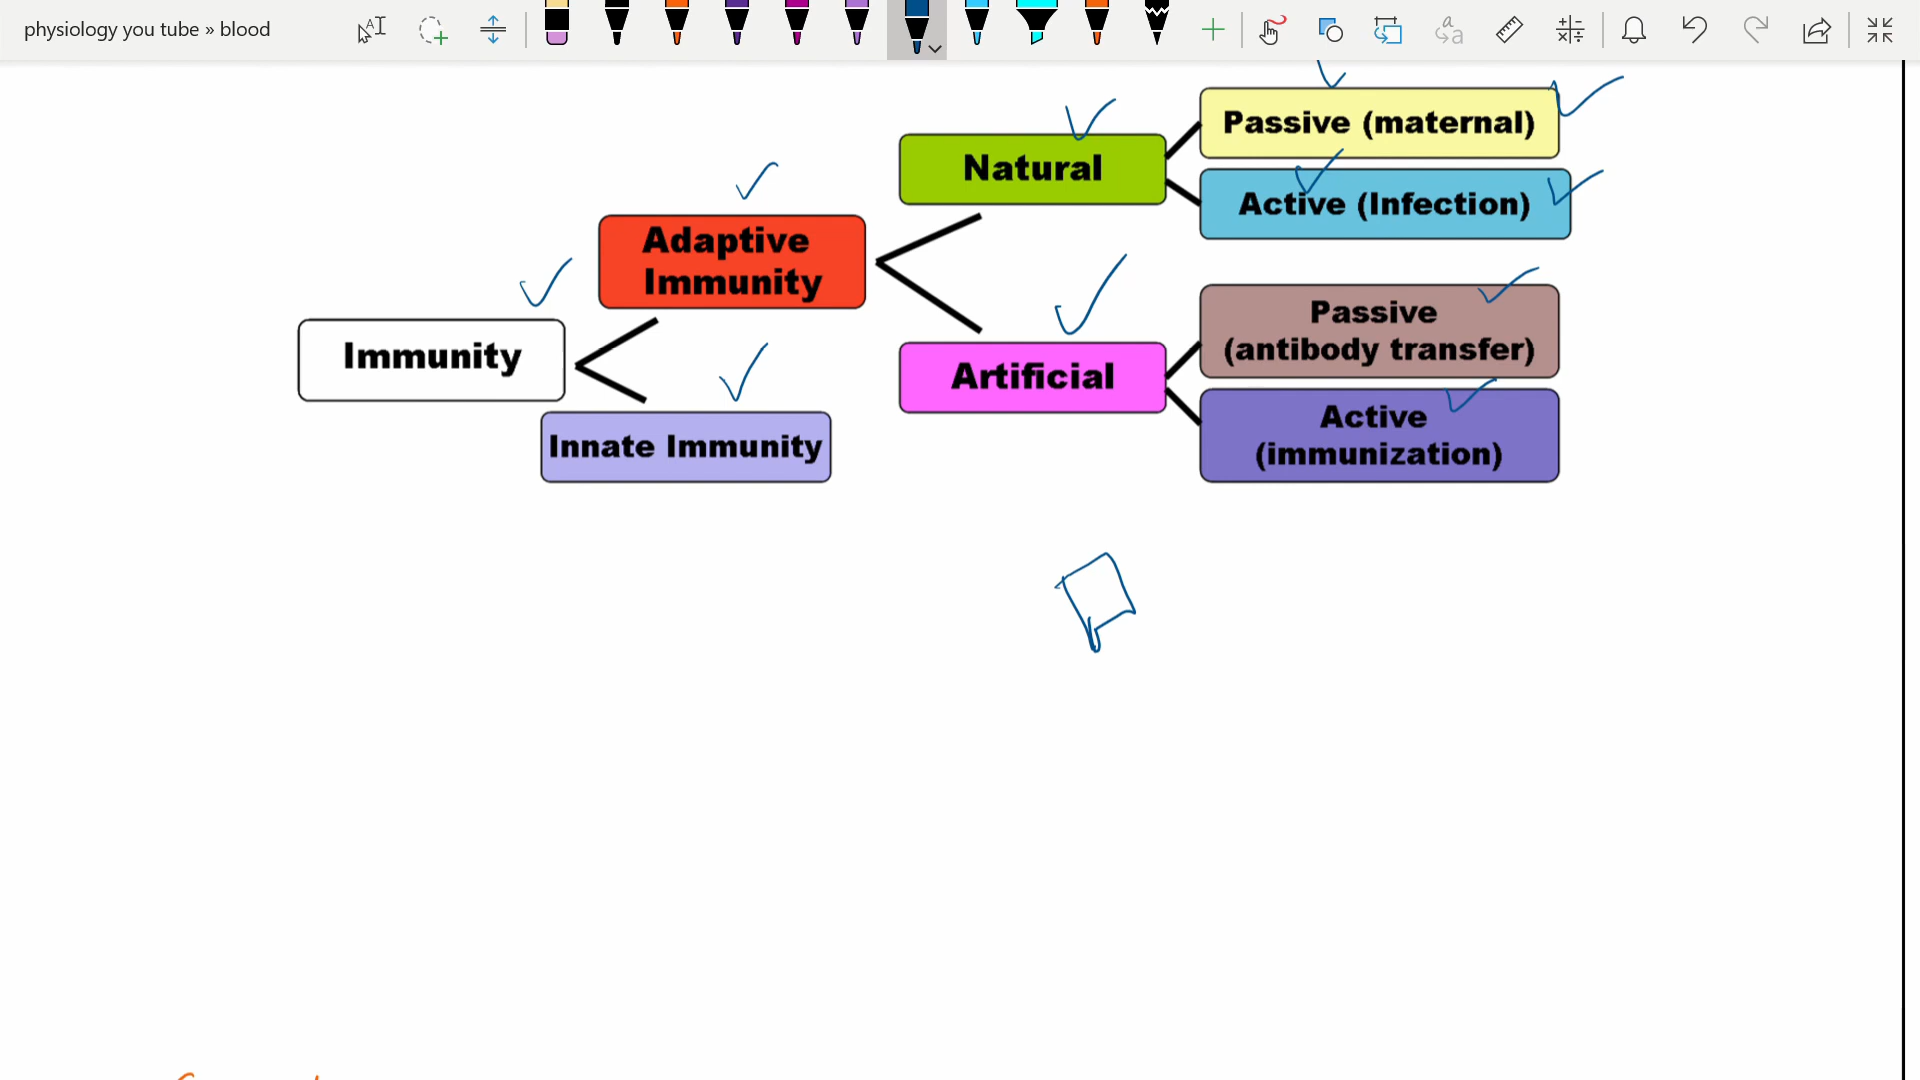 physiology you tube » blood
Passive (maternal)
Natural
Active (Infection)
Adaptive
Immunity
Passive
(antibody transfer)
Immunity
Artificial
Active
(immunization)
Innate Immunity